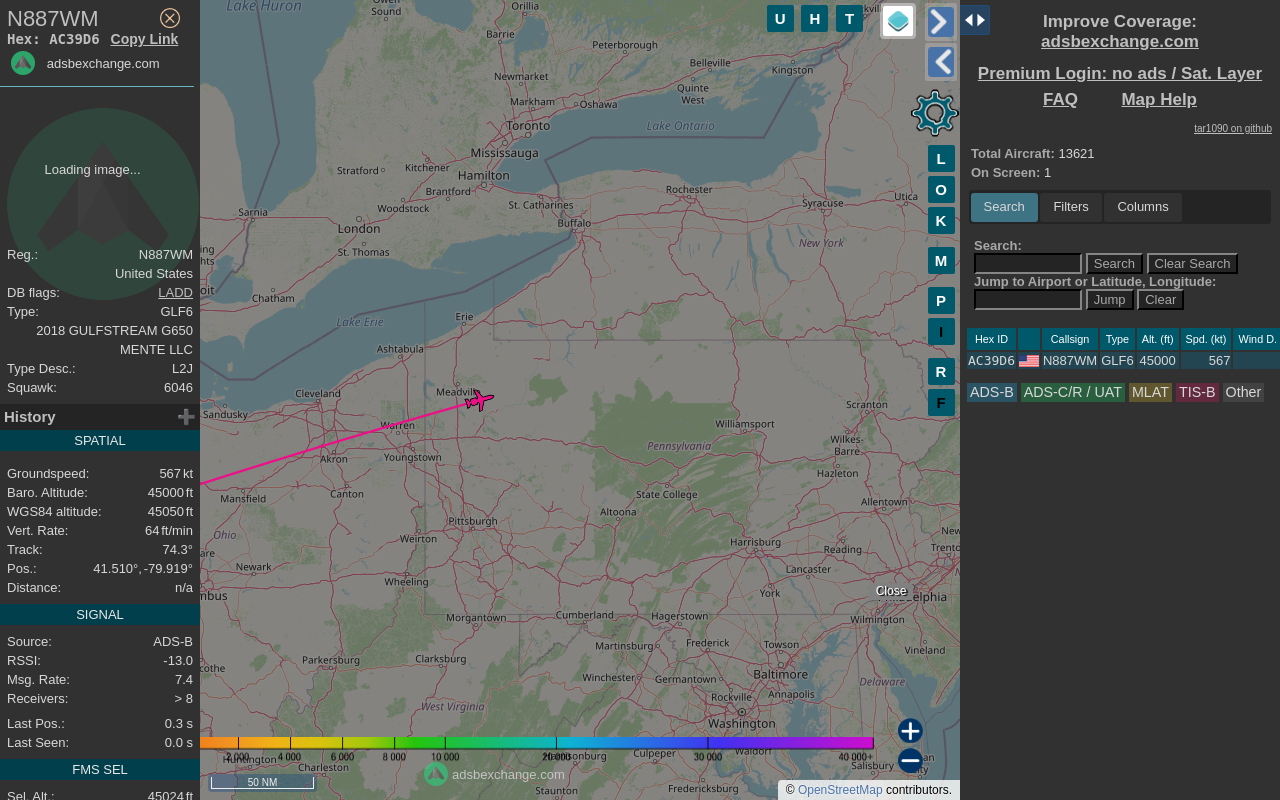 N887WM
Hex: AC39D6 Copy Link
adsbexchange.com
Loading image...
Reg.: N887WM
United States
DB flags: LADD
Type: GLF6
2018 GULFSTREAM G650
MENTE LLC
Type Desc.: L2J
Squawk: 6046
History
SPATIAL
Groundspeed: 567 kt
Baro. Altitude: 45000 ft
WGS84 altitude: 45050 ft
Vert. Rate: 64 ft/min
Track: 74.3°
Pos.: 41.510°, -79.919°
Distance: n/a
SIGNAL
Source: ADS-B
RSSI: -13.0
Msg. Rate: 7.4
Receivers: > 8
Last Pos.: 0.3 s
Last Seen: 0.0 s
FMS SEL
Sel. Alt.: 45024 ft
Lake Huron
Owen Sound
Orillia
Barrie
Peterborough
Belleville
Kingston
Newmarket
Quinte West
Markham
Oshawa
Toronto
Lake Ontario
Mississauga
Stratford
Kitchener
Hamilton
Brantford
Rochester
Sarnia
Woodstock
St. Catharines
Syracuse
Utica
London
Buffalo
St. Thomas
New York
Chatham
Lake Erie
Erie
Ashtabula
Cleveland
Meadville
Sandusky
Warren
Scranton
Williamsport
Akron
Youngstown
Pennsylvania
Wilkes-Barre
Hazleton
Mansfield
Canton
State College
Allentown
Altoona
Pittsburgh
Ohio
Weirton
Harrisburg
Reading
Newark
Wheeling
Lancaster
York
Close
Philadelphia
Morgantown
Cumberland
Hagerstown
Wilmington
Martinsburg
Frederick
Towson
Vineland
Parkersburg
Clarksburg
Winchester
Germantown
Baltimore
Delaware
Rockville
Annapolis
West Virginia
Washington
Huntington
Charleston
Harrisonburg
Culpeper
Waldorf
Salisbury
Staunton
Fredericksburg
2 000 4 000 6 000 8 000 10 000 20 000 30 000 40 000+
50 NM
adsbexchange.com
© OpenStreetMap contributors.
U H T
L
O
K
M
P
I
R
F
Improve Coverage:
adsbexchange.com
Premium Login: no ads / Sat. Layer
FAQ Map Help
tar1090 on github
Total Aircraft: 13621
On Screen: 1
Search Filters Columns
Search:
Search Clear Search
Jump to Airport or Latitude, Longitude:
Jump Clear
Hex ID Callsign Type Alt. (ft) Spd. (kt) Wind D.
AC39D6 N887WM GLF6 45000 567
ADS-B ADS-C/R / UAT MLAT TIS-B Other